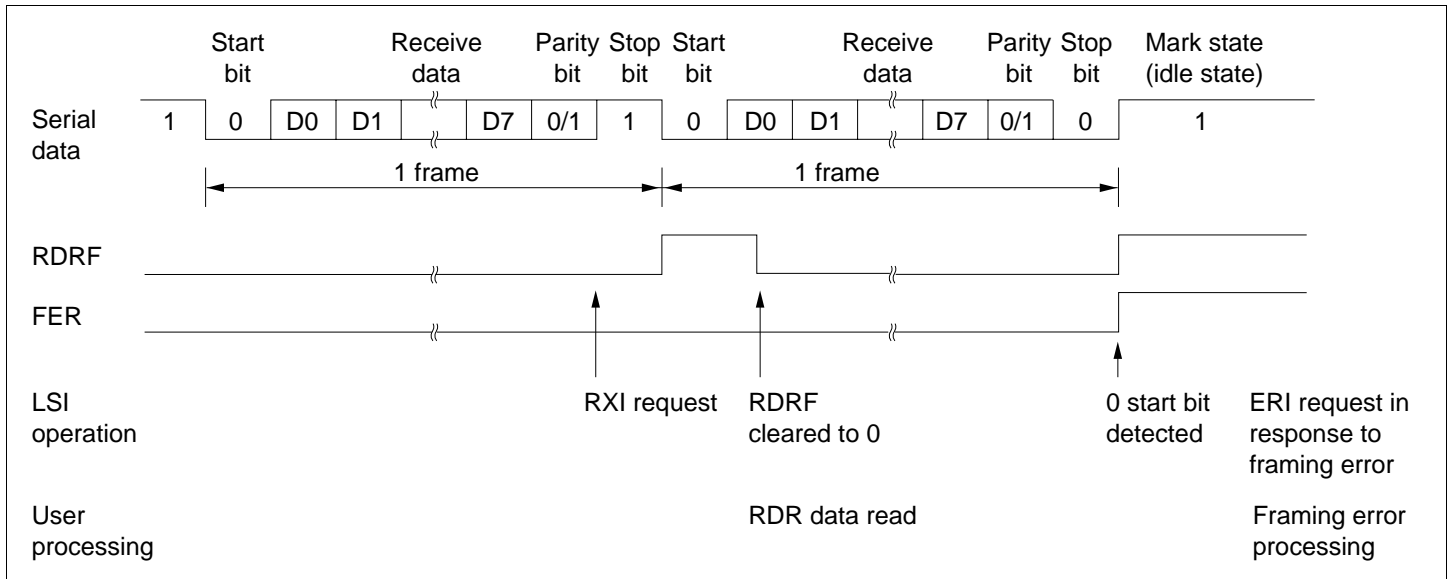 Start bit Receive data Parity bit Stop bit Start bit Receive data Parity bit Stop bit Mark state (idle state)
Serial data 1 0 D0 D1 D7 0/1 1 0 D0 D1 D7 0/1 0 1
1 frame 1 frame
RDRF
FER
LSI operation RXI request RDRF cleared to 0 0 start bit detected ERI request in response to framing error
User processing RDR data read Framing error processing